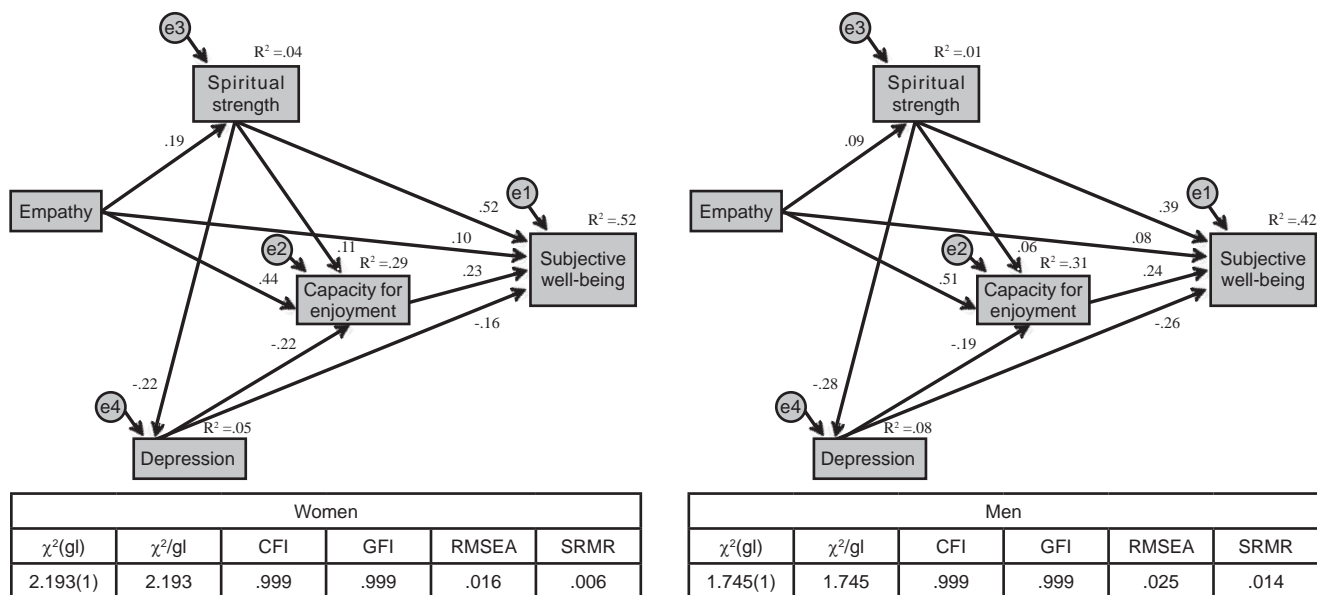 e3
R² =.04
Spiritual
strength
.19
Empathy
e1
R² =.52
.52
.10
e2
.11
R² =.29
.23
Subjective
well-being
.44
Capacity for
enjoyment
-.16
-.22
-.22
e4
R² =.05
Depression
Women
χ²(gl) χ²/gl CFI GFI RMSEA SRMR
2.193(1) 2.193 .999 .999 .016 .006
e3
R² =.01
Spiritual
strength
.09
Empathy
e1
R² =.42
.39
.08
e2
.06
R² =.31
.24
Subjective
well-being
.51
Capacity for
enjoyment
-.26
-.19
-.28
e4
R² =.08
Depression
Men
χ²(gl) χ²/gl CFI GFI RMSEA SRMR
1.745(1) 1.745 .999 .999 .025 .014